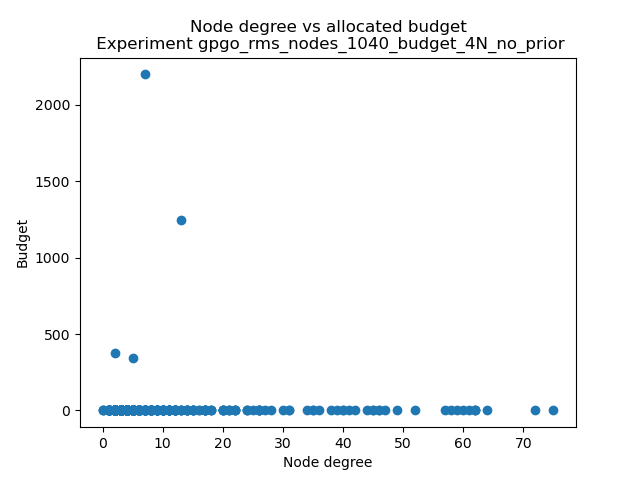 Node degree vs allocated budget
Experiment gpgo_rms_nodes_1040_budget_4N_no_prior
2000
1500
1000
500
0
Budget
0 10 20 30 40 50 60 70
Node degree